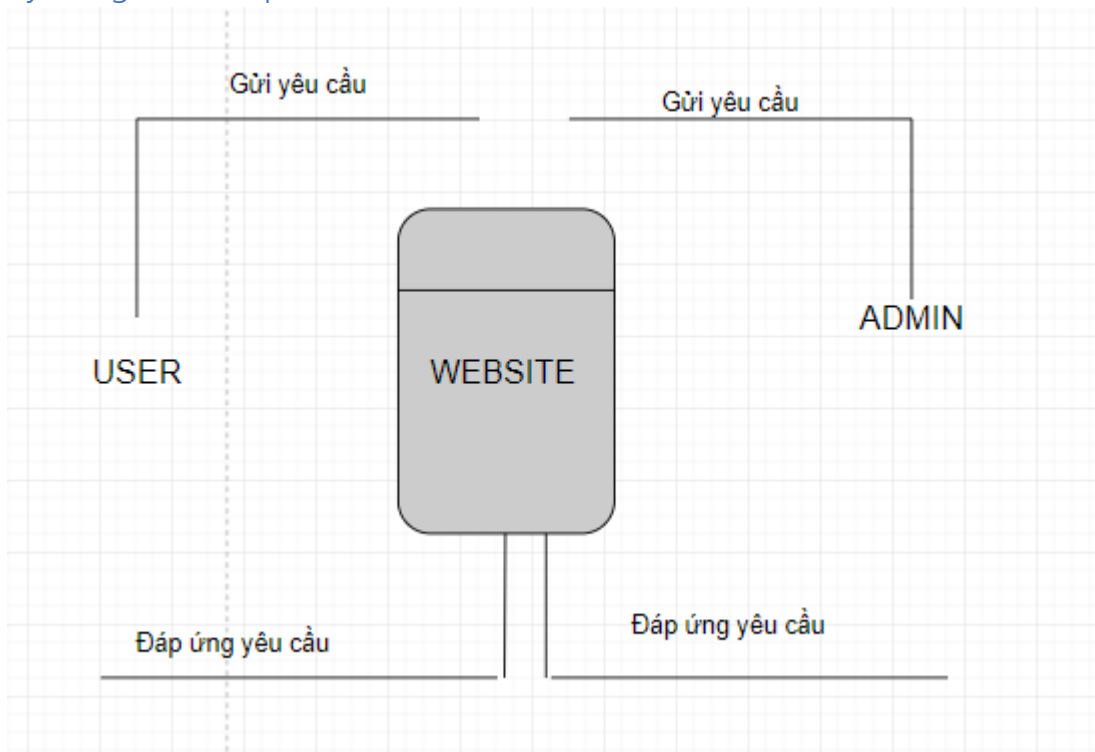 Gửi yêu cầu
Gửi yêu cầu
ADMIN
USER
WEBSITE
Đáp ứng yêu cầu
Đáp ứng yêu cầu